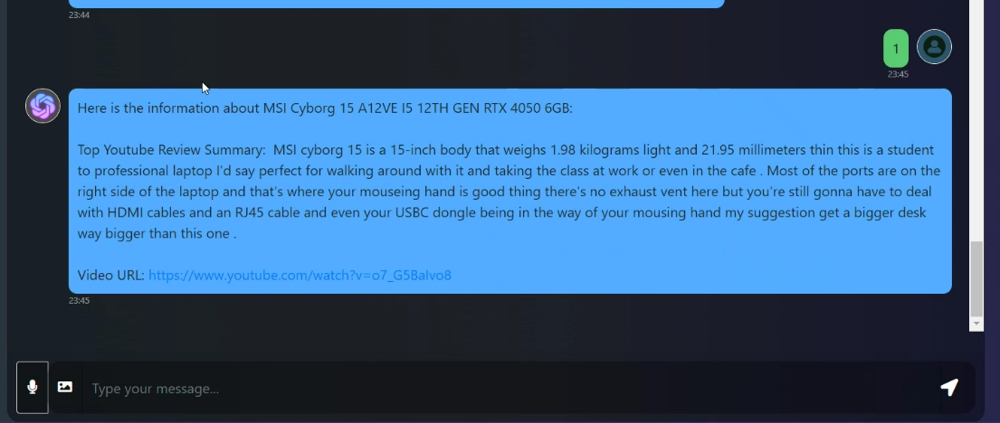 23:44
1
23:45
Here is the information about MSI Cyborg 15 A12VE I5 12TH GEN RTX 4050 6GB:
Top Youtube Review Summary:  MSI cyborg 15 is a 15-inch body that weighs 1.98 kilograms light and 21.95 millimeters thin this is a student
to professional laptop I'd say perfect for walking around with it and taking the class at work or even in the cafe . Most of the ports are on the
right side of the laptop and that's where your mouseing hand is good thing there's no exhaust vent here but you're still gonna have to deal
with HDMI cables and an RJ45 cable and even your USBC dongle being in the way of your mousing hand my suggestion get a bigger desk
way bigger than this one .
Video URL: https://www.youtube.com/watch?v=o7_G5BaIvo8
23:45
Type your message...